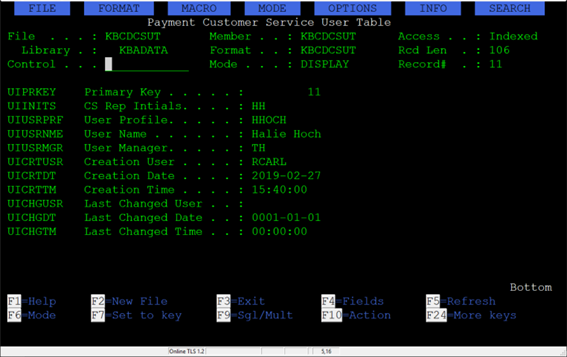 FILE FORMAT MACRO MODE OPTIONS INFO SEARCH
Payment Customer Service User Table
File . . . . : KBCDCSUT Member . . : KBCDCSUT Access . . : Indexed
Library . . : KBADATA Format . . : KBCDCSUT Rcd Len . : 106
Control . . . Mode . . . : DISPLAY Record# . : 11
UIPRKEY Primary Key . . . . . : 11
UIINITS CS Rep Intials. . . . : HH
UIUSRPRF User Profile. . . . . : HHOCH
UIUSRNME User Name . . . . . . : Halie Hoch
UIUSRMGR User Manager. . . . . : TH
UICRTUSR Creation User . . . . : RCARL
UICRTDT Creation Date . . . . : 2019-02-27
UICRTTM Creation Time . . . . : 15:40:00
UICHGUSR Last Changed User . . :
UICHGDT Last Changed Date . . : 0001-01-01
UICHGTM Last Changed Time . . : 00:00:00
Bottom
F1=Help F2=New File F3=Exit F4=Fields F5=Refresh
F6=Mode F7=Set to key F9=Sgl/Mult F10=Action F24=More keys
Online TLS 1.2 5,16